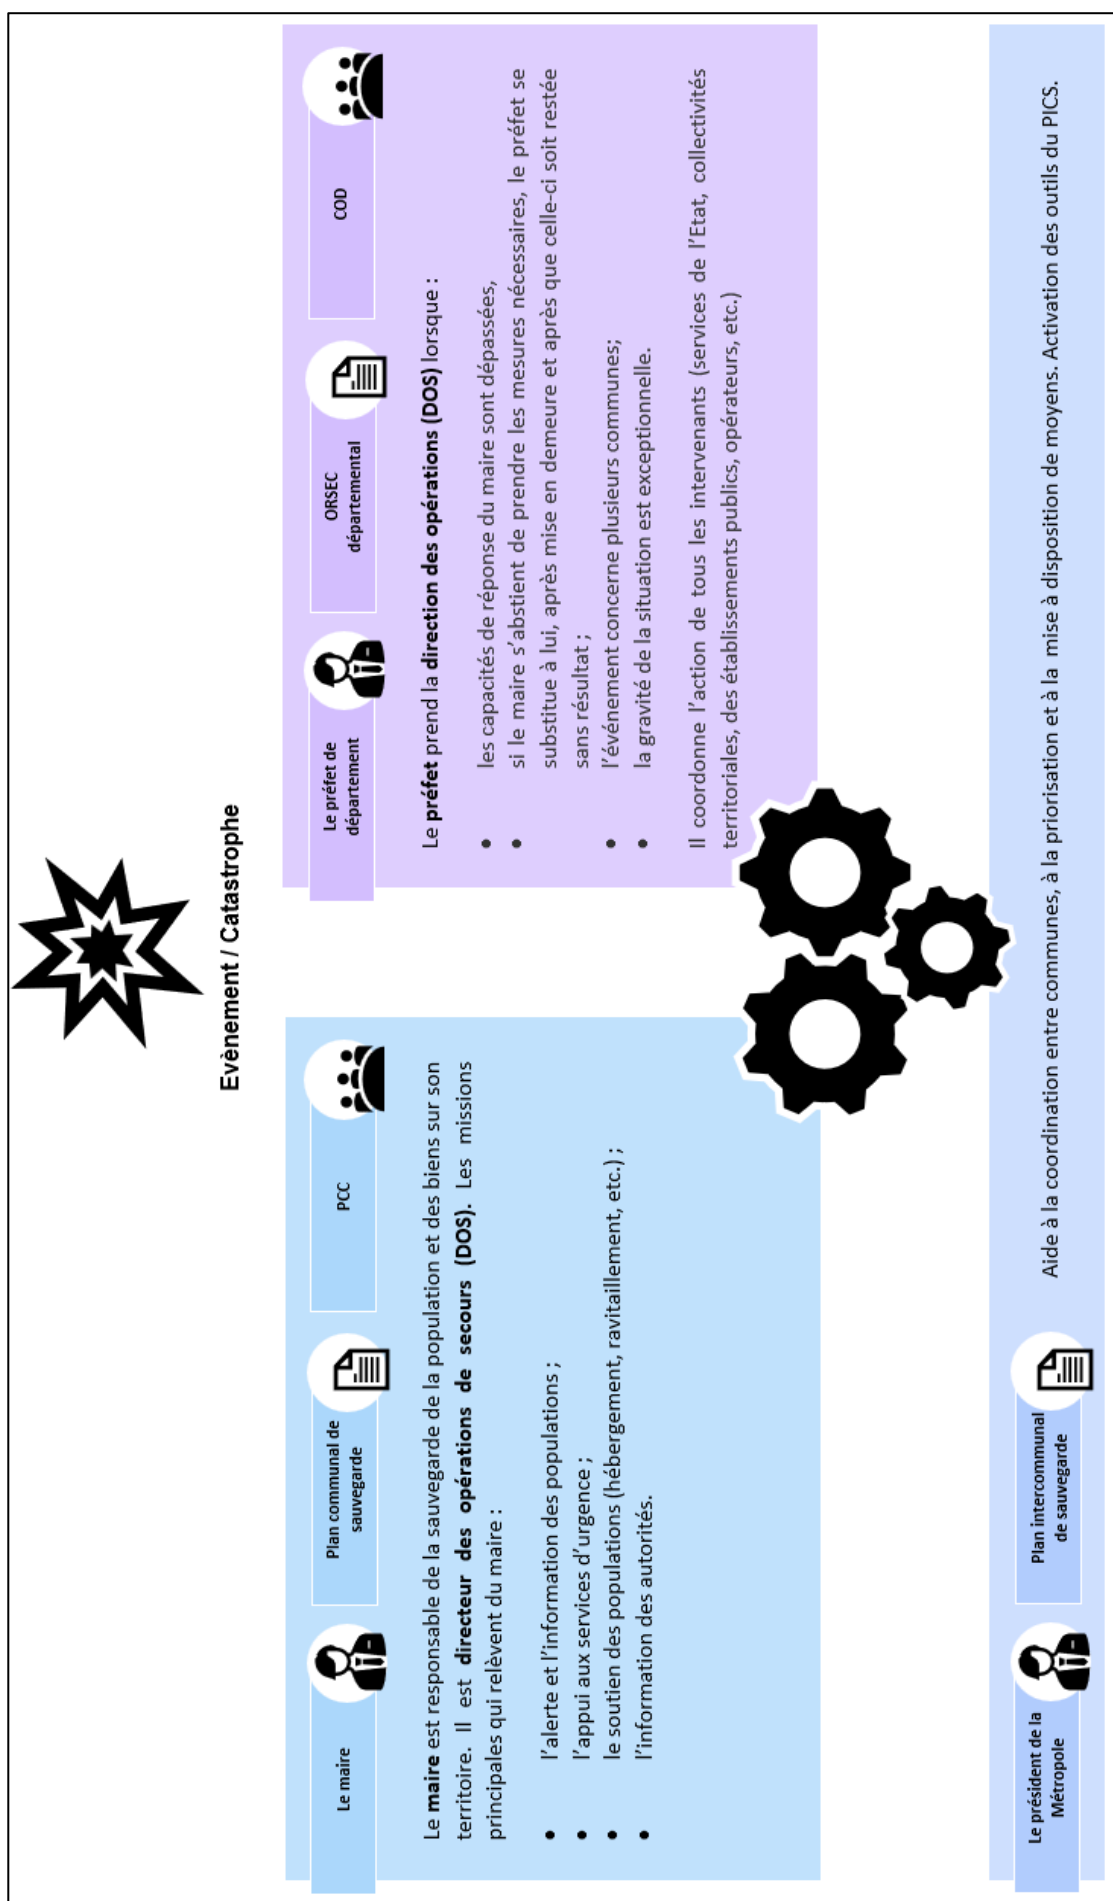 Evènement / Catastrophe
Le maire
Plan communal de
sauvegarde
PCC
Le maire est responsable de la sauvegarde de la population et des biens sur son
territoire. Il est directeur des opérations de secours (DOS). Les missions
principales qui relèvent du maire :
• l'alerte et l'information des populations ;
• l'appui aux services d'urgence ;
• le soutien des populations (hébergement, ravitaillement, etc.) ;
• l'information des autorités.
Le préfet de
département
ORSEC
départemental
COD
Le préfet prend la direction des opérations (DOS) lorsque :
• les capacités de réponse du maire sont dépassées,
• si le maire s'abstient de prendre les mesures nécessaires, le préfet se
substitue à lui, après mise en demeure et après que celle-ci soit restée
sans résultat ;
• l'événement concerne plusieurs communes;
• la gravité de la situation est exceptionnelle.
Il coordonne l'action de tous les intervenants (services de l'Etat, collectivités
territoriales, des établissements publics, opérateurs, etc.)
Le président de la
Métropole
Plan intercommunal
de sauvegarde
Aide à la coordination entre communes, à la priorisation et à la mise à disposition de moyens. Activation des outils du PICS.